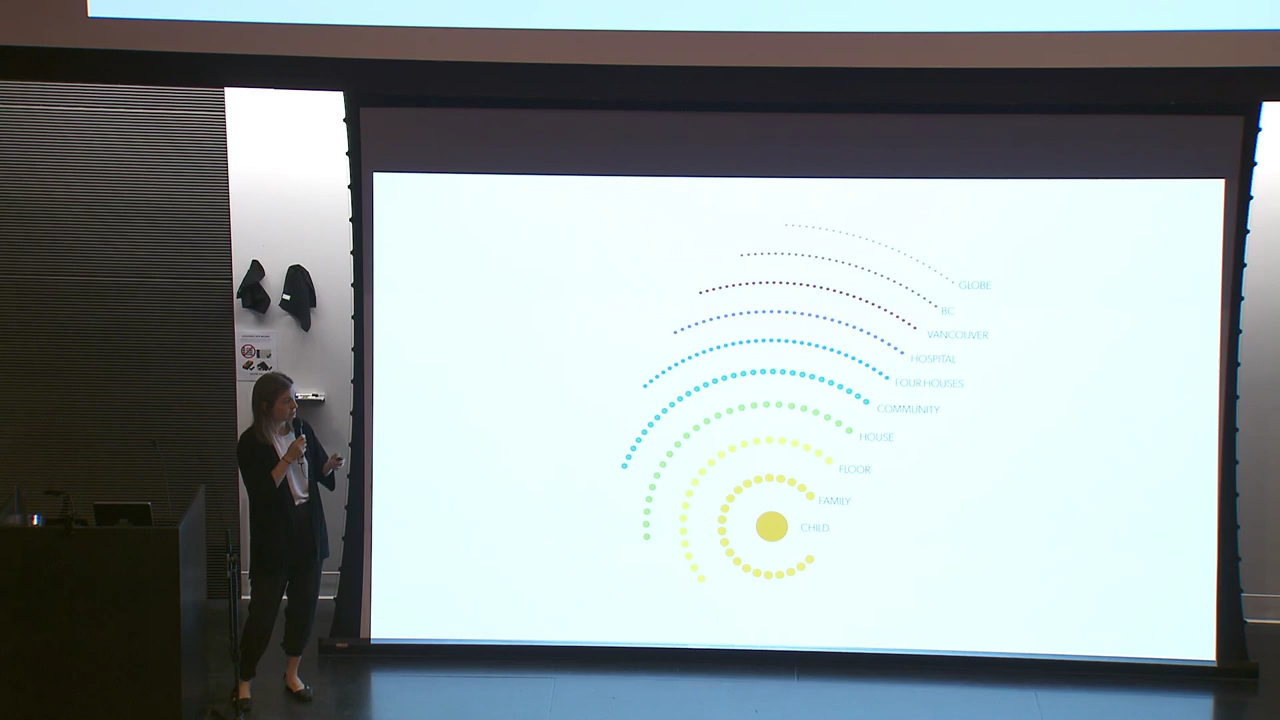 GLOBE
BC
VANCOUVER
HOSPITAL
FOUR HOUSES
COMMUNITY
HOUSE
FLOOR
FAMILY
CHILD